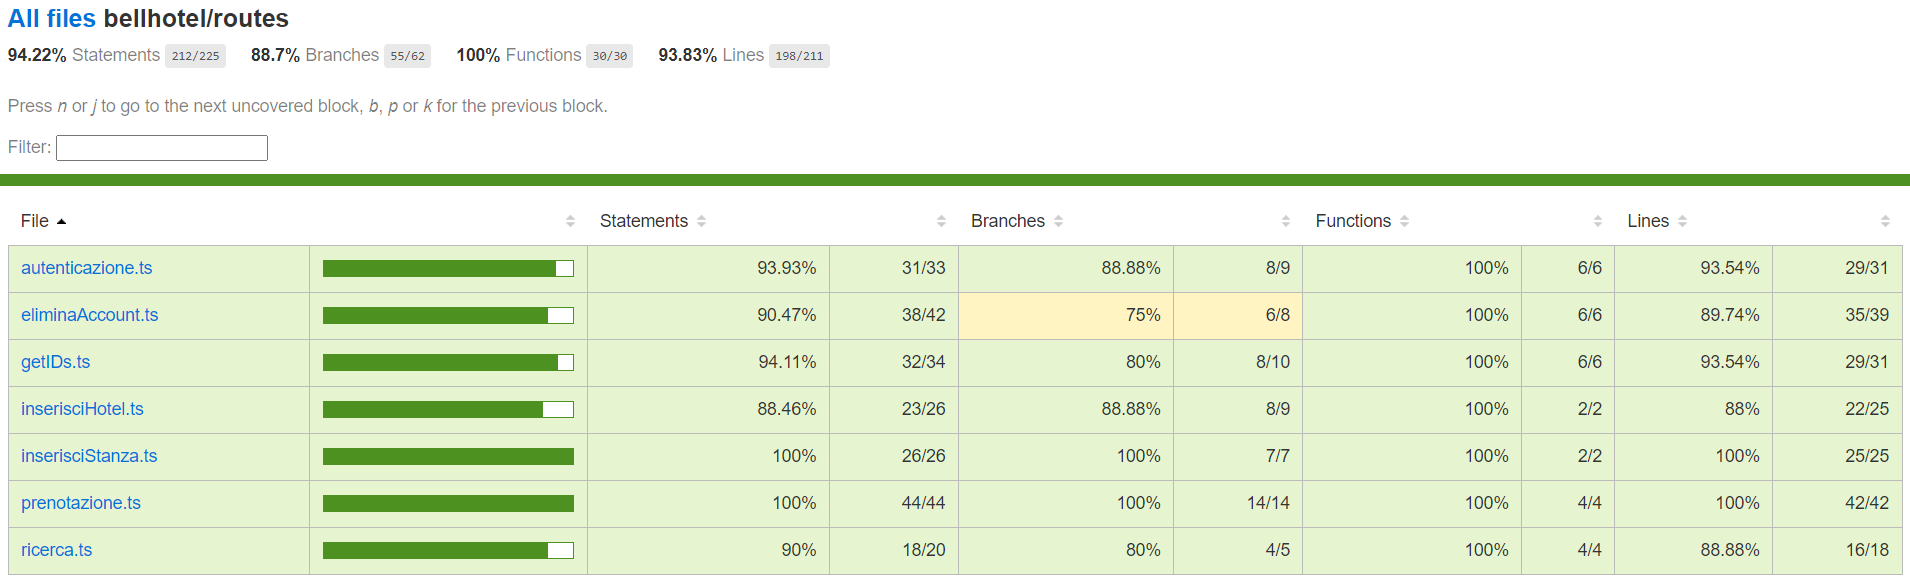 All files bellhotel/routes
94.22% Statements 212/225 88.7% Branches 55/62 100% Functions 30/30 93.83% Lines 198/211
Press n or j to go to the next uncovered block, b, p or k for the previous block.
Filter:
File Statements Branches Functions Lines
autenticazione.ts 93.93% 31/33 88.88% 8/9 100% 6/6 93.54% 29/31
eliminaAccount.ts 90.47% 38/42 75% 6/8 100% 6/6 89.74% 35/39
getIDs.ts 94.11% 32/34 80% 8/10 100% 6/6 93.54% 29/31
inserisciHotel.ts 88.46% 23/26 88.88% 8/9 100% 2/2 88% 22/25
inserisciStanza.ts 100% 26/26 100% 7/7 100% 2/2 100% 25/25
prenotazione.ts 100% 44/44 100% 14/14 100% 4/4 100% 42/42
ricerca.ts 90% 18/20 80% 4/5 100% 4/4 88.88% 16/18